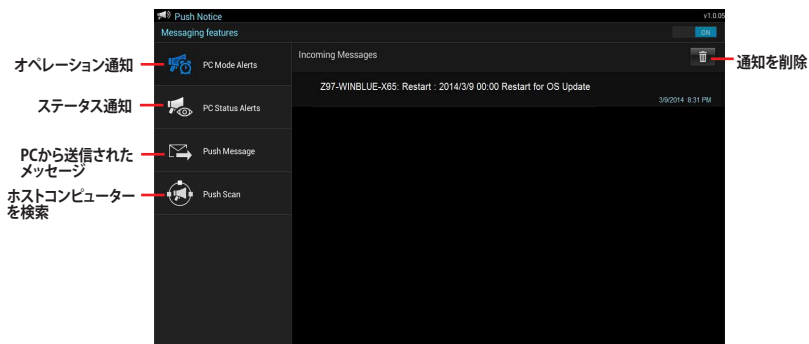 Push Notice
v1.0.05
Messaging features
ON
オペレーション通知
PC Mode Alerts
Incoming Messages
通知を削除
Z97-WINBLUE-X65: Restart : 2014/3/9 00:00 Restart for OS Update
3/9/2014 8:31 PM
ステータス通知
PC Status Alerts
PCから送信された
メッセージ
Push Message
ホストコンピューター
を検索
Push Scan